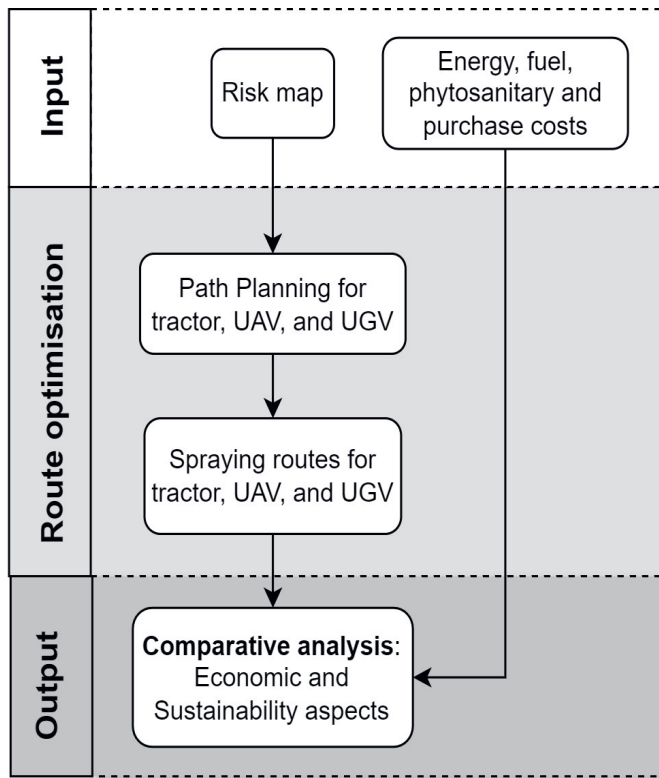 Input
Risk map
Energy, fuel,
phytosanitary and
purchase costs
Route optimisation
Path Planning for
tractor, UAV, and UGV
Spraying routes for
tractor, UAV, and UGV
Output
Comparative analysis:
Economic and
Sustainability aspects